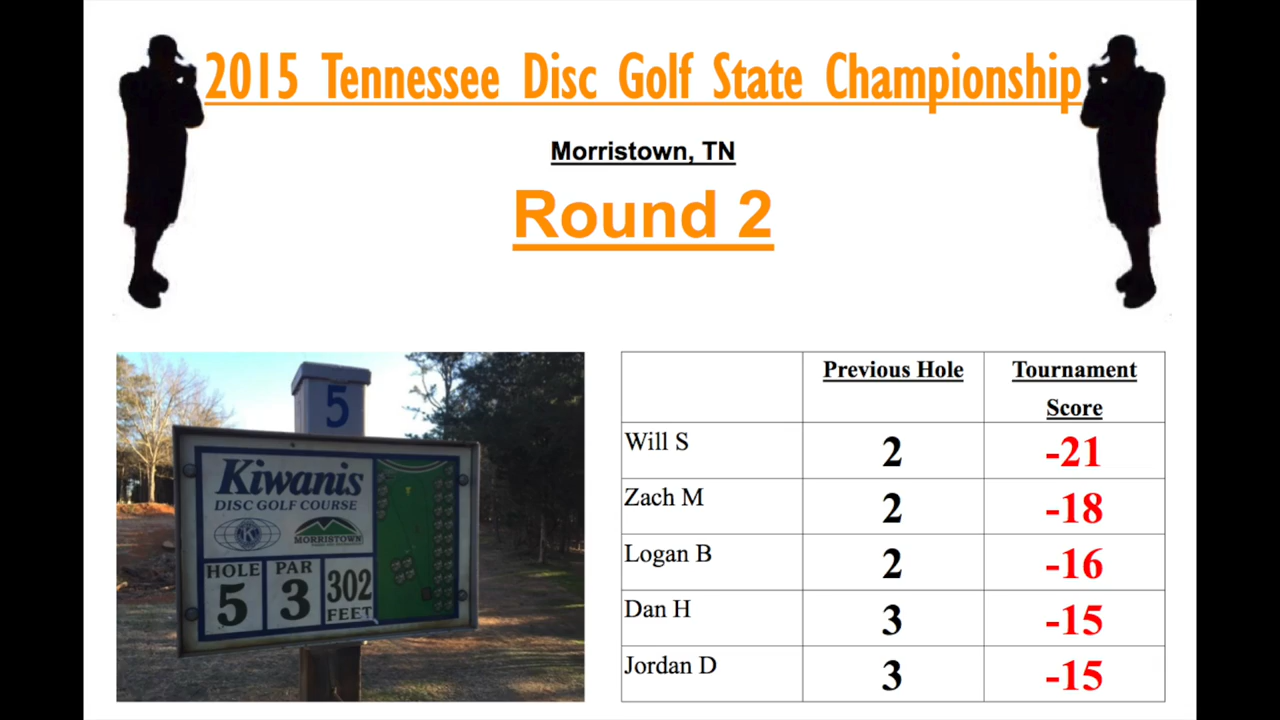 2015 Tennessee Disc Golf State Championship
Morristown, TN
Round 2
5
Kiwanis
DISC GOLF COURSE
MORRISTOWN
HOLE PAR 302
5 3 FEET
Previous Hole Tournament Score
Will S 2 -21
Zach M 2 -18
Logan B 2 -16
Dan H 3 -15
Jordan D 3 -15